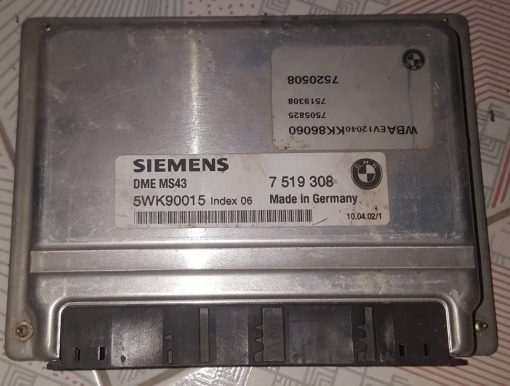 7520508
7519308
7505825
WBAEV12040KK86060
SIEMENS
DME MS43
7 519 308
5WK90015 Index 06
Made in Germany
10.04.02/1